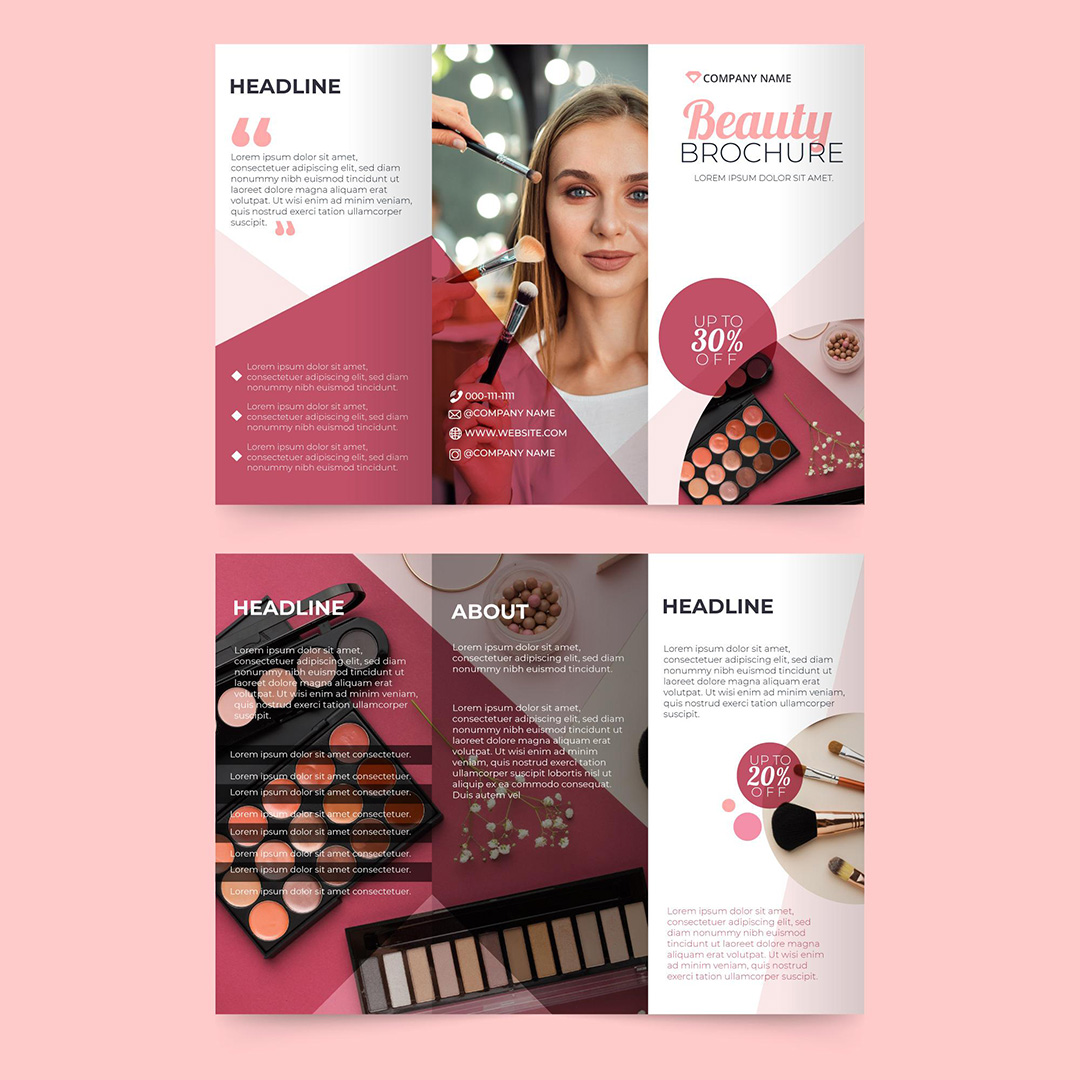 HEADLINE
Lorem ipsum dolor sit amet,
consectetuer adipiscing elit, sed diam
nonummy nibh euismod tincidunt ut
laoreet dolore magna aliquam erat
volutpat. Ut wisi enim ad minim veniam,
quis nostrud exerci tation ullamcorper
suscipit.
Lorem ipsum dolor sit amet,
consectetuer adipiscing elit, sed diam
nonummy nibh euismod tincidunt.
Lorem ipsum dolor sit amet,
consectetuer adipiscing elit, sed diam
nonummy nibh euismod tincidunt.
Lorem ipsum dolor sit amet,
consectetuer adipiscing elit, sed diam
nonummy nibh euismod tincidunt.
000-111-1111
@COMPANY NAME
WWW.WEBSITE.COM
@COMPANY NAME
COMPANY NAME
Beauty
BROCHURE
LOREM IPSUM DOLOR SIT AMET.
UP TO
30%
OFF
HEADLINE
Lorem ipsum dolor sit amet,
consectetuer adipiscing elit, sed diam
nonummy nibh euismod tincidunt ut
laoreet dolore magna aliquam erat
volutpat. Ut wisi enim ad minim veniam,
quis nostrud exerci tation ullamcorper
suscipit.
Lorem ipsum dolor sit amet consectetuer.
Lorem ipsum dolor sit amet consectetuer.
Lorem ipsum dolor sit amet consectetuer.
Lorem ipsum dolor sit amet consectetuer.
Lorem ipsum dolor sit amet consectetuer.
Lorem ipsum dolor sit amet consectetuer.
Lorem ipsum dolor sit amet consectetuer.
Lorem ipsum dolor sit amet consectetuer.
ABOUT
Lorem ipsum dolor sit amet,
consectetuer adipiscing elit, sed diam
nonummy nibh euismod tincidunt.
Lorem ipsum dolor sit amet,
consectetuer adipiscing elit, sed diam
nonummy nibh euismod tincidunt ut
laoreet dolore magna aliquam erat
volutpat. Ut wisi enim ad minim veniam,
quis nostrud exerci tation ullamcorper
suscipit lobortis nisl ut
aliquip ex ea commodo consequat.
Duis autem vel
HEADLINE
Lorem ipsum dolor sit amet,
consectetuer adipiscing elit, sed diam
nonummy nibh euismod tincidunt ut
laoreet dolore magna aliquam erat
volutpat. Ut wisi enim ad minim veniam,
quis nostrud exerci tation ullamcorper
suscipit.
UP TO
20%
OFF
Lorem ipsum dolor sit amet,
consectetuer adipiscing elit, sed
diam nonummy nibh euismod
tincidunt ut laoreet dolore magna
aliquam erat volutpat. Ut wisi enim
ad minim veniam, quis nostrud
exerci tation ullamcorper suscipit.